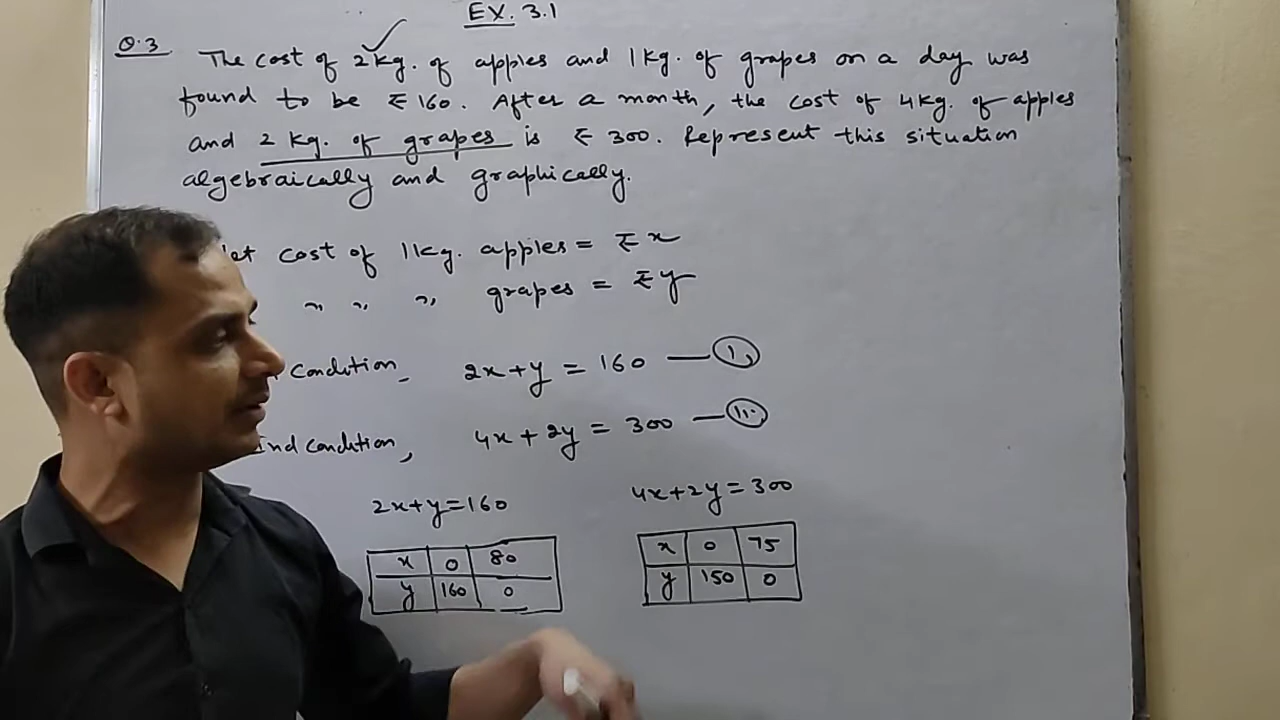 EX. 3.1
Q.3 The cost of 2kg. of apples and 1kg. of grapes on a day was
found to be ₹ 160. After a month, the cost of 4kg. of apples
and 2 kg. of grapes is ₹ 300. Represent this situation
algebraically and graphically.
cost of 1kg. apples = ₹ x
" " " grapes = ₹ y
condition, 2x+y = 160 — (i)
IInd condition, 4x + 2y = 300 — (ii)
2x+y=160
4x+2y=300
x 0 80
y 160 0
x 0 75
y 150 0